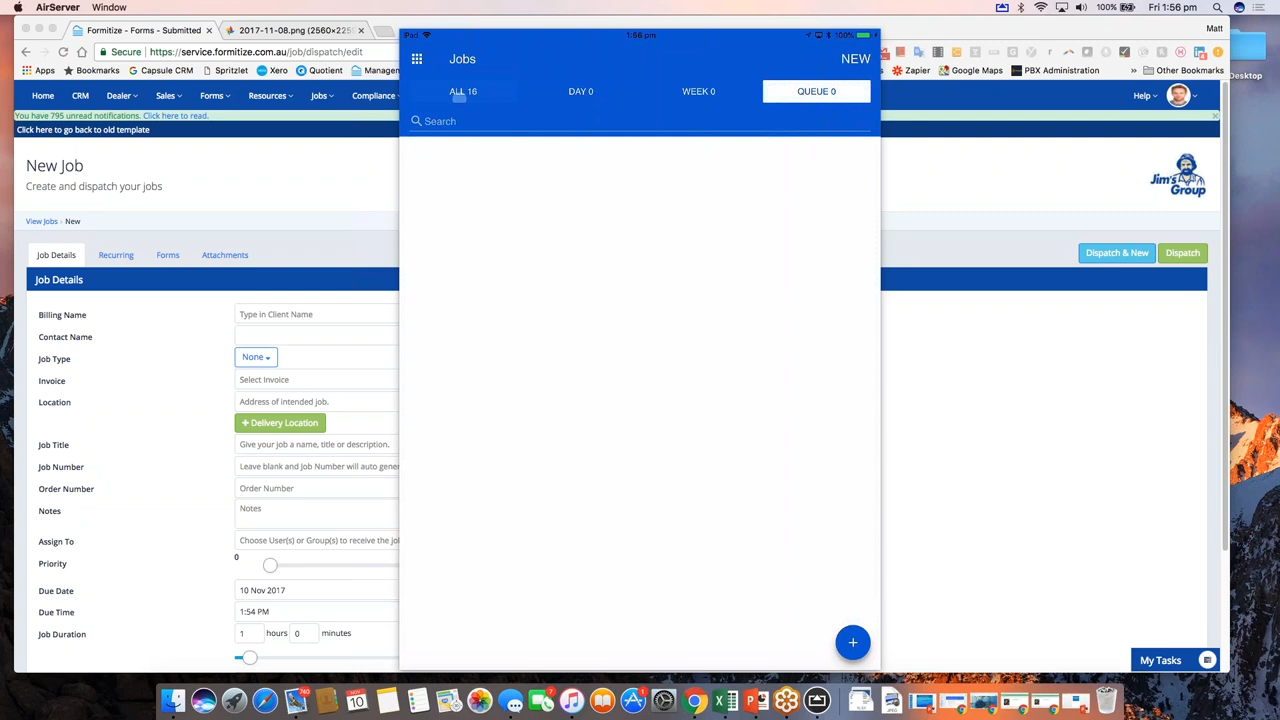 AirServer Window
100% Fri 1:56 pm
Formitize - Forms - Submitted
2017-11-08.png (2560×225
Matt
Secure https://service.formitize.com.au/job/dispatch/edit
Apps Bookmarks Capsule CRM Spritzlet Xero Quotient Managem
Zapier Google Maps PBX Administration Other Bookmarks
Home CRM Dealer Sales Forms Resources Jobs Compliance Help
You have 795 unread notifications. Click here to read.
Click here to go back to old template
New Job
Create and dispatch your jobs
Jim's Group
View Jobs New
Job Details Recurring Forms Attachments
Dispatch & New Dispatch
Job Details
Billing Name Type in Client Name
Contact Name
Job Type None
Invoice Select Invoice
Location Address of intended job.
Delivery Location
Job Title Give your job a name, title or description.
Job Number Leave blank and Job Number will auto gener
Order Number Order Number
Notes Notes
Assign To Choose User(s) or Group(s) to receive the jo
0
Priority
Due Date 10 Nov 2017
Due Time 1:54 PM
Job Duration 1 hours 0 minutes
iPad 1:56 pm 100%
Jobs NEW
ALL 16 DAY 0 WEEK 0 QUEUE 0
Search
+
My Tasks
Desktop